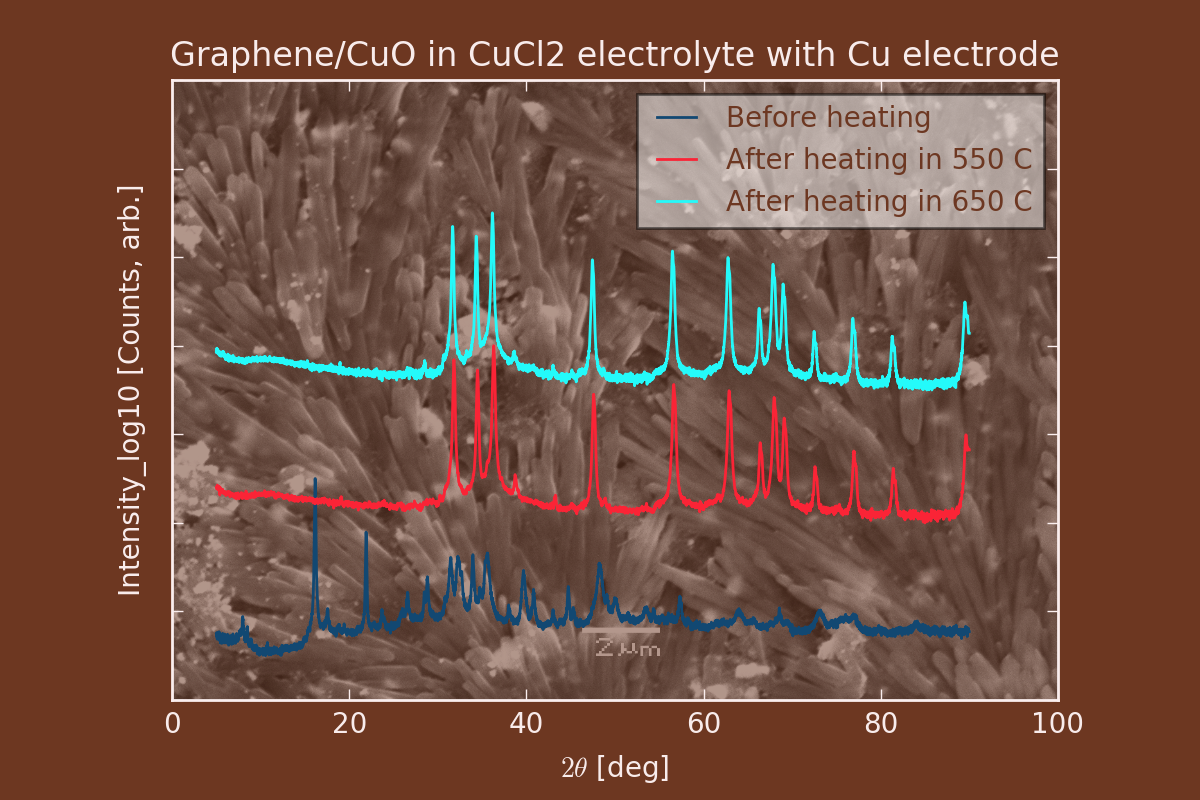 Graphene/CuO in CuCl2 electrolyte with Cu electrode
Before heating
After heating in 550 C
After heating in 650 C
Intensity_log10 [Counts, arb.]
2 μm
0 20 40 60 80 100
2θ [deg]